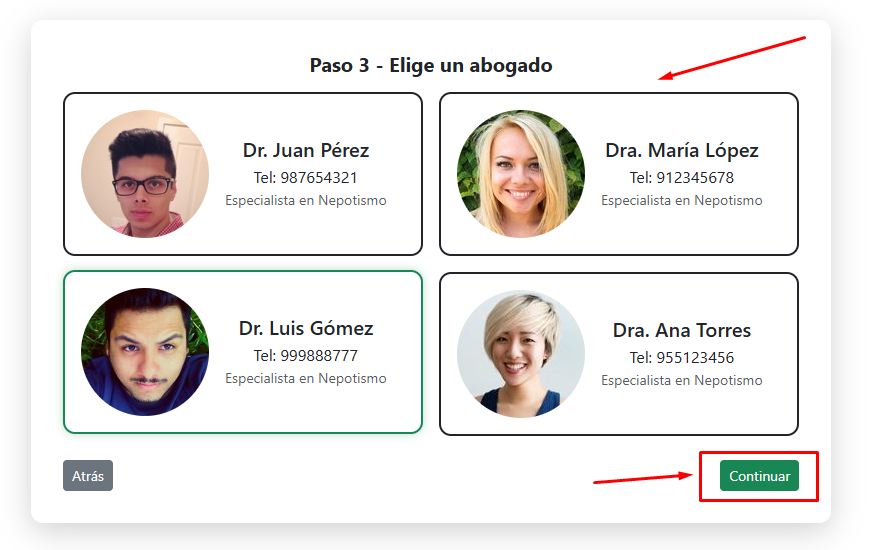 Paso 3 - Elige un abogado
Dr. Juan Pérez
Tel: 987654321
Especialista en Nepotismo
Dra. María López
Tel: 912345678
Especialista en Nepotismo
Dr. Luis Gómez
Tel: 999888777
Especialista en Nepotismo
Dra. Ana Torres
Tel: 955123456
Especialista en Nepotismo
Atrás
Continuar